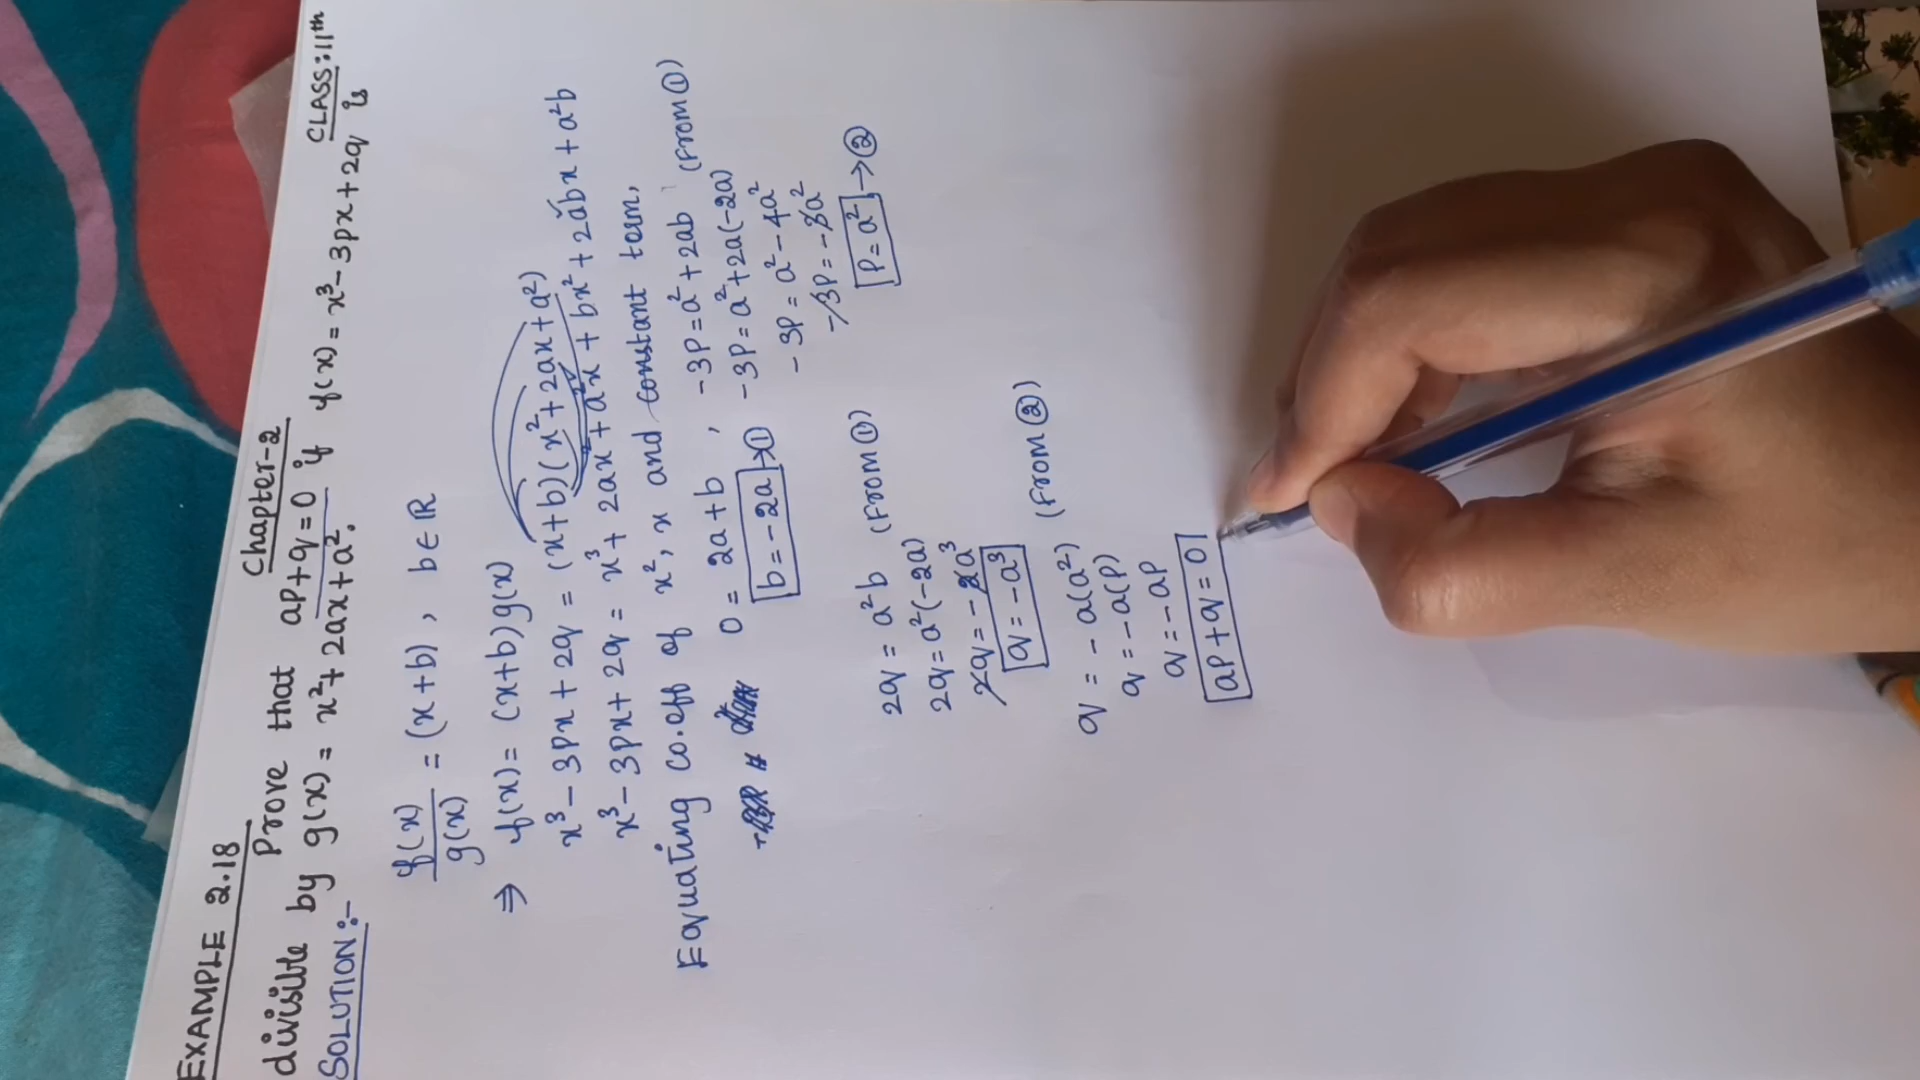 Chapter-2 CLASS:11th
EXAMPLE 2.18
Prove that ap+q=0 if f(x)=x³-3px+2q is
divisible by g(x)=x²+2ax+a².
SOLUTION:-
f(x)/g(x) = (x+b), b∈ℝ
⇒ f(x)=(x+b)g(x)
x³-3px+2q = (x+b)(x²+2ax+a²)
x³-3px+2q = x³+2ax²+a²x+bx²+2abx+a²b
Equating co.eff of x², x and constant term,
0=2a+b, -3p=a²+2ab (From ①)
b=-2a→① -3p=a²+2a(-2a)
-3p=a²-4a²
-3p=-3a²
p=a²→②
2q=a²b (From ①)
2q=a²(-2a)
2q=-2a³
q=-a³
q=-a(a²) (From ②)
q=-a(p)
q=-ap
ap+q=0